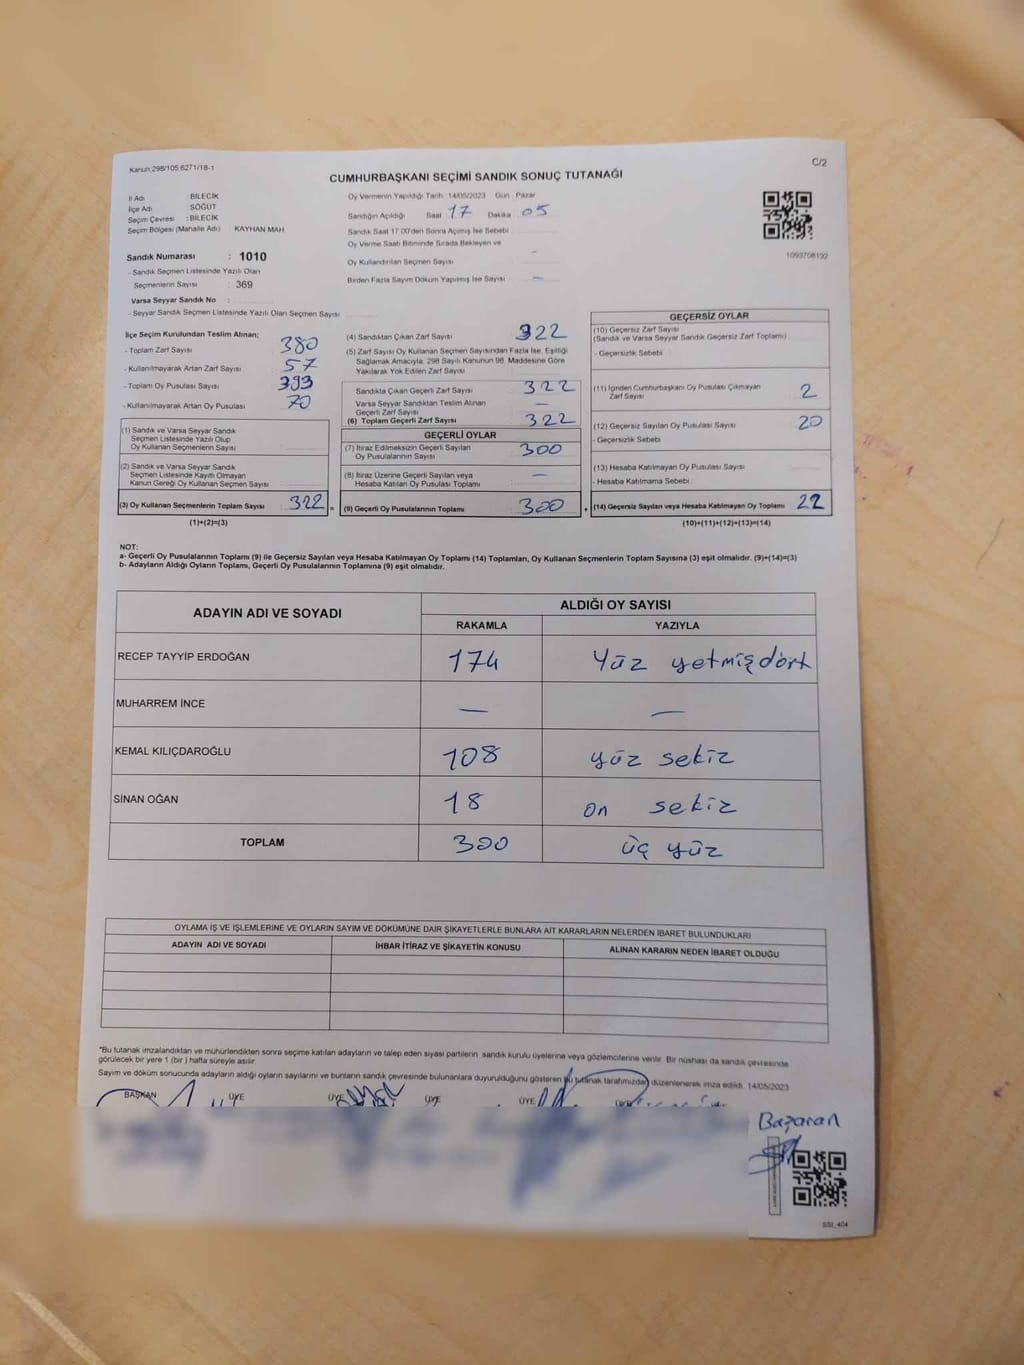 Kanun:298/105;6271/18-1
C/2
CUMHURBAŞKANI SEÇİMİ SANDIK SONUÇ TUTANAĞI
İl Adı : BİLECİK
İlçe Adı : SÖĞÜT
Seçim Çevresi : BİLECİK
Seçim Bölgesi (Mahalle Adı) : KAYHAN MAH
Sandık Numarası : 1010
- Sandık Seçmen Listesinde Yazılı Olan
Seçmenlerin Sayısı : 369
Varsa Seyyar Sandık No :
- Seyyar Sandık Seçmen Listesinde Yazılı Olan Seçmen Sayısı
Oy Vermenin Yapıldığı Tarih 14/05/2023 Gün : Pazar
Sandığın Açıldığı Saat 17 Dakika 05
Sandık Saat 17:00'den Sonra Açmış İse Sebebi
Oy Verme Saati Bitiminde Sırada Bekleyen ve
Oy Kullandırılan Seçmen Sayısı —
Birden Fazla Sayım Döküm Yapılmış İse Sayısı —
1093708192
İlçe Seçim Kurulundan Teslim Alınan;
- Toplam Zarf Sayısı 380
- Kullanılmayarak Artan Zarf Sayısı 57
- Toplam Oy Pusulası Sayısı 393
- Kullanılmayarak Artan Oy Pusulası 70
(1) Sandık ve Varsa Seyyar Sandık
Seçmen Listesinde Yazılı Olup
Oy Kullanan Seçmenlerin Sayısı
(2) Sandık ve Varsa Seyyar Sandık
Seçmen Listesinde Kayıtlı Olmayan
Kanun Gereği Oy Kullanan Seçmen Sayısı
(3) Oy Kullanan Seçmenlerin Toplam Sayısı 322 =
(1)+(2)=(3)
(4) Sandıktan Çıkan Zarf Sayısı 322
(5) Zarf Sayısı Oy Kullanan Seçmen Sayısından Fazla İse, Eşitliği
Sağlamak Amacıyla, 298 Sayılı Kanunun 98. Maddesine Göre
Yakılarak Yok Edilen Zarf Sayısı
Sandıkta Çıkan Geçerli Zarf Sayısı 322
Varsa Seyyar Sandıktan Teslim Alınan
Geçerli Zarf Sayısı —
(6) Toplam Geçerli Zarf Sayısı 322
GEÇERLİ OYLAR
(7) İtiraz Edilmeksizin Geçerli Sayılan
Oy Pusulalarının Sayısı 300
(8) İtiraz Üzerine Geçerli Sayılan veya
Hesaba Katılan Oy Pusulası Toplamı —
(9) Geçerli Oy Pusulalarının Toplamı 300 +
GEÇERSİZ OYLAR
(10) Geçersiz Zarf Sayısı
(Sandık ve Varsa Seyyar Sandık Geçersiz Zarf Toplamı)
- Geçersizlik Sebebi
(11) İçinden Cumhurbaşkanı Oy Pusulası Çıkmayan
Zarf Sayısı 2
(12) Geçersiz Sayılan Oy Pusulası Sayısı 20
- Geçersizlik Sebebi
(13) Hesaba Katılmayan Oy Pusulası Sayısı
- Hesaba Katılmama Sebebi
(14) Geçersiz Sayılan veya Hesaba Katılmayan Oy Toplamı 22
(10)+(11)+(12)+(13)=(14)
NOT:
a- Geçerli Oy Pusulalarının Toplamı (9) ile Geçersiz Sayılan veya Hesaba Katılmayan Oy Toplamı (14) Toplamları, Oy Kullanan Seçmenlerin Toplam Sayısına (3) eşit olmalıdır. (9)+(14)=(3)
b- Adayların Aldığı Oyların Toplamı, Geçerli Oy Pusulalarının Toplamına (9) eşit olmalıdır.
ADAYIN ADI VE SOYADI ALDIĞI OY SAYISI
RAKAMLA YAZIYLA
RECEP TAYYİP ERDOĞAN 174 Yüz yetmişdört
MUHARREM İNCE — —
KEMAL KILIÇDAROĞLU 108 yüz sekiz
SİNAN OĞAN 18 on sekiz
TOPLAM 300 üç yüz
OYLAMA İŞ VE İŞLEMLERİNE VE OYLARIN SAYIM VE DÖKÜMÜNE DAİR ŞİKAYETLERLE BUNLARA AİT KARARLARIN NELERDEN İBARET BULUNDUKLARI
ADAYIN ADI VE SOYADI İHBAR İTİRAZ VE ŞİKAYETİN KONUSU ALINAN KARARIN NEDEN İBARET OLDUĞU
*Bu tutanak imzalandıktan ve mühürlendikten sonra seçime katılan adayların ve talep eden siyasi partilerin sandık kurulu üyelerine veya gözlemcilerine verilir. Bir nüshası da sandık çevresinde
görülecek bir yere 1 (bir) hafta süreyle asılır.
Sayım ve döküm sonucunda adayların aldığı oyların sayılarını ve bunların sandık çevresinde bulunanlara duyurulduğunu gösteren bu tutanak tarafımızdan düzenlenerek imza edildi. 14/05/2023
BAŞKAN ÜYE ÜYE ÜYE ÜYE ÜYE
Başaran
SSI_404